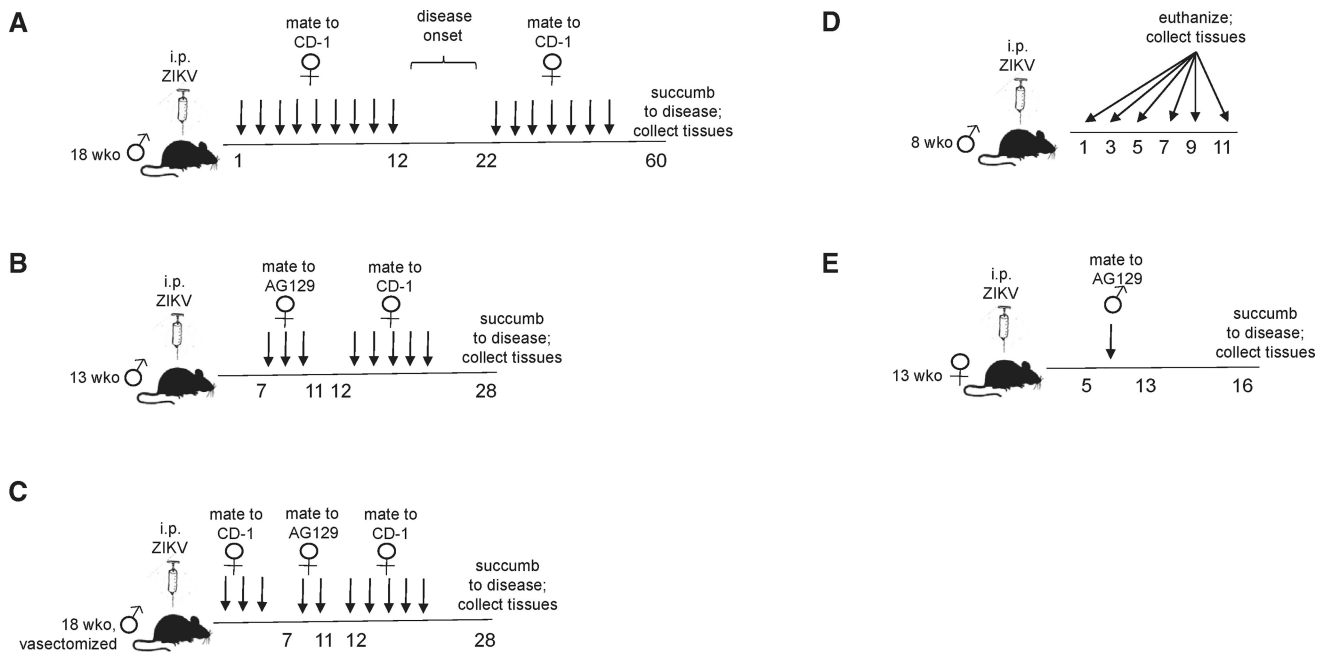 A
i.p.
ZIKV
18 wko
mate to
CD-1
disease
onset
mate to
CD-1
succumb
to disease;
collect tissues
1 12 22 60
B
i.p.
ZIKV
13 wko
mate to
AG129
mate to
CD-1
succumb
to disease;
collect tissues
7 11 12 28
C
i.p.
ZIKV
18 wko,
vasectomized
mate to
CD-1
mate to
AG129
mate to
CD-1
succumb
to disease;
collect tissues
7 11 12 28
D
i.p.
ZIKV
8 wko
euthanize;
collect tissues
1 3 5 7 9 11
E
i.p.
ZIKV
13 wko
mate to
AG129
succumb
to disease;
collect tissues
5 13 16